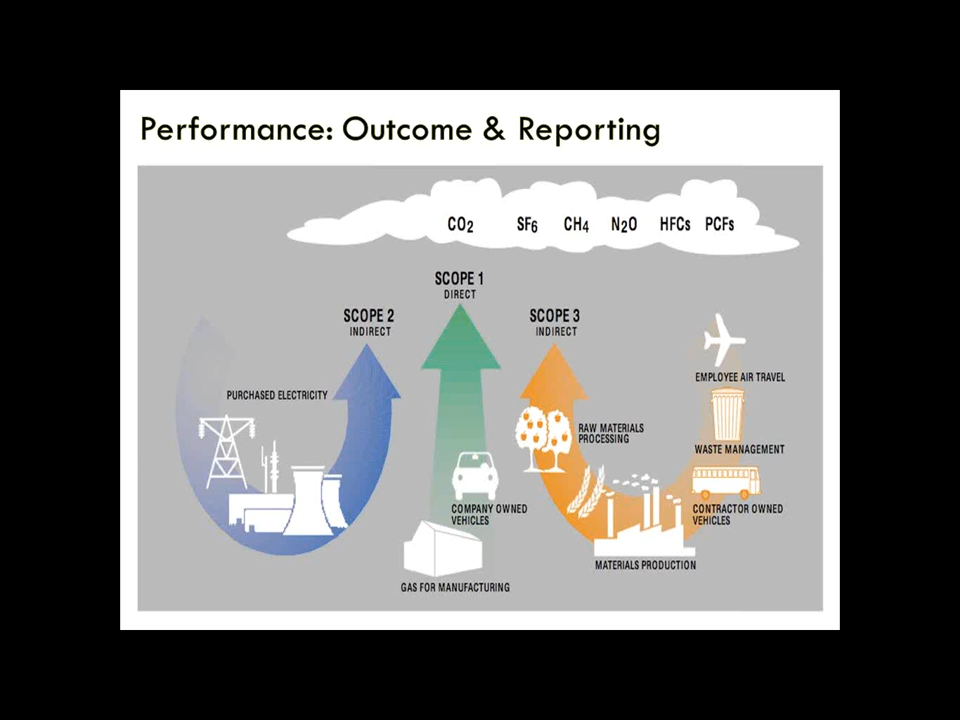 Performance: Outcome & Reporting
CO2 SF6 CH4 N2O HFCs PCFs
SCOPE 1
DIRECT
SCOPE 2
INDIRECT
SCOPE 3
INDIRECT
PURCHASED ELECTRICITY
COMPANY OWNED
VEHICLES
GAS FOR MANUFACTURING
RAW MATERIALS
PROCESSING
MATERIALS PRODUCTION
EMPLOYEE AIR TRAVEL
WASTE MANAGEMENT
CONTRACTOR OWNED
VEHICLES